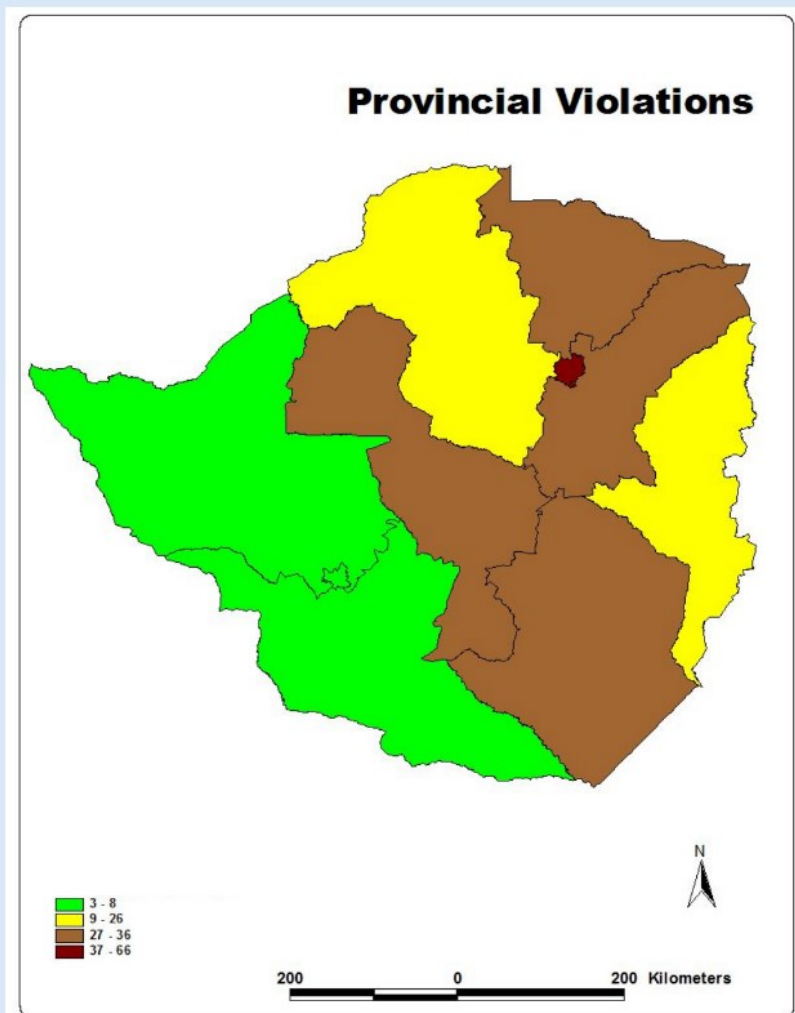 Provincial Violations
N
3 - 8
9 - 26
27 - 36
37 - 66
200 0 200 Kilometers